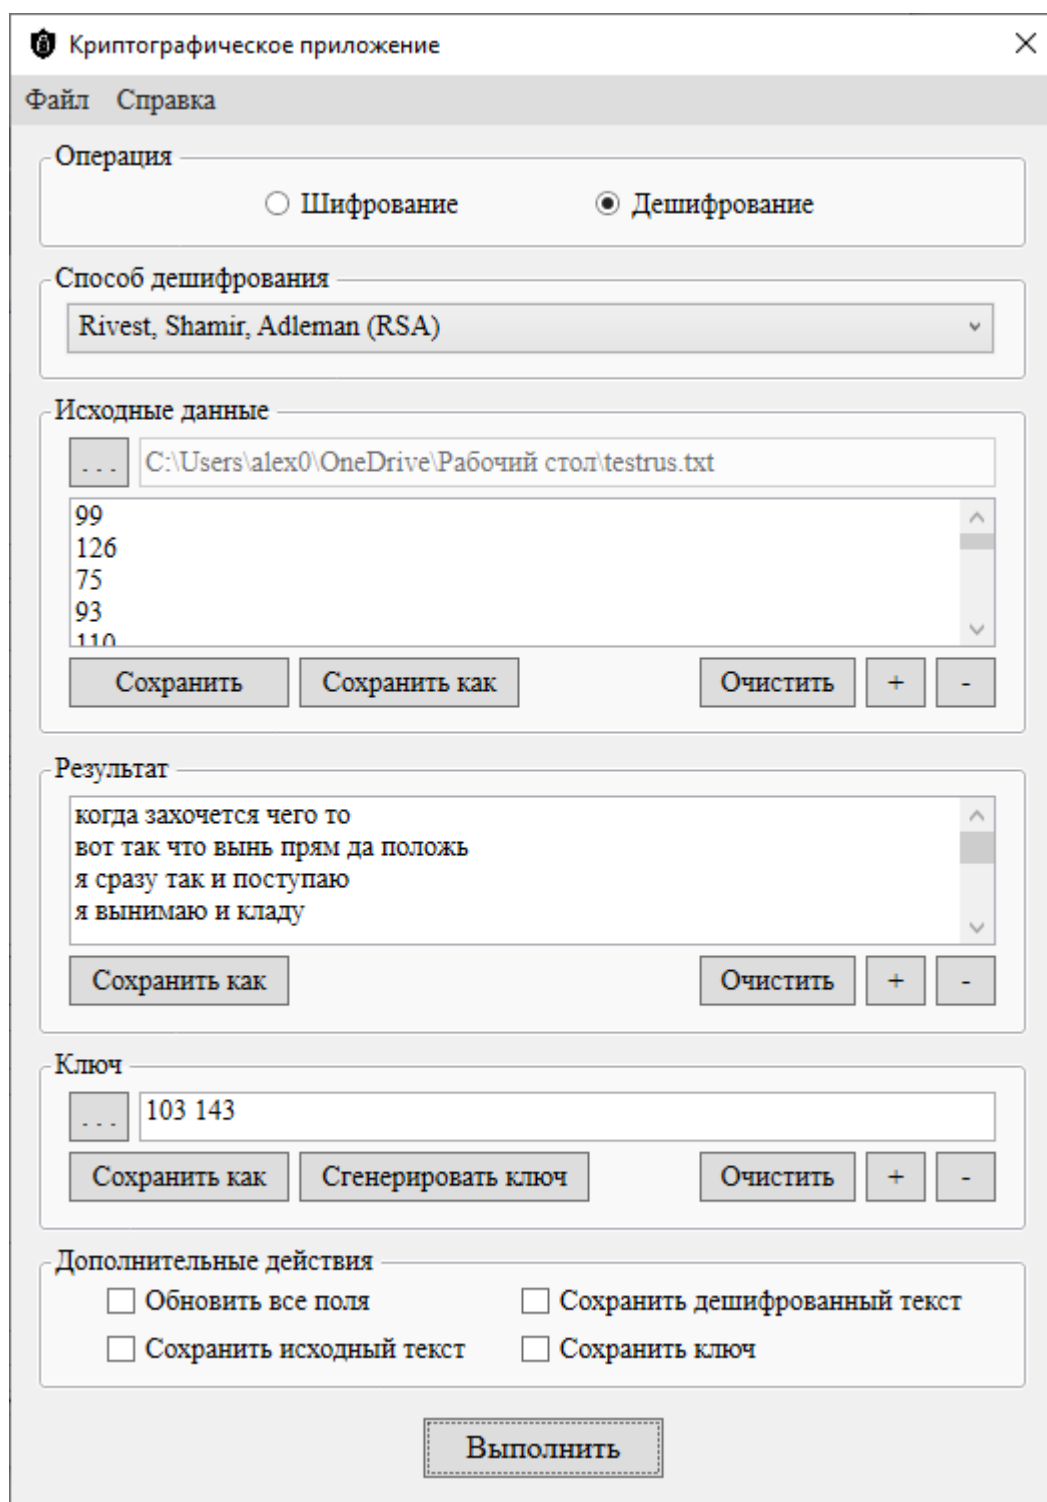 Криптографическое приложение
Файл Справка
Операция
Шифрование Дешифрование
Способ дешифрования
Rivest, Shamir, Adleman (RSA)
Исходные данные
... C:\Users\alex0\OneDrive\Рабочий стол\testrus.txt
99
126
75
93
110
Сохранить Сохранить как Очистить + -
Результат
когда захочется чего то
вот так что вынь прям да положь
я сразу так и поступаю
я вынимаю и кладу
Сохранить как Очистить + -
Ключ
... 103 143
Сохранить как Сгенерировать ключ Очистить + -
Дополнительные действия
Обновить все поля Сохранить дешифрованный текст
Сохранить исходный текст Сохранить ключ
Выполнить